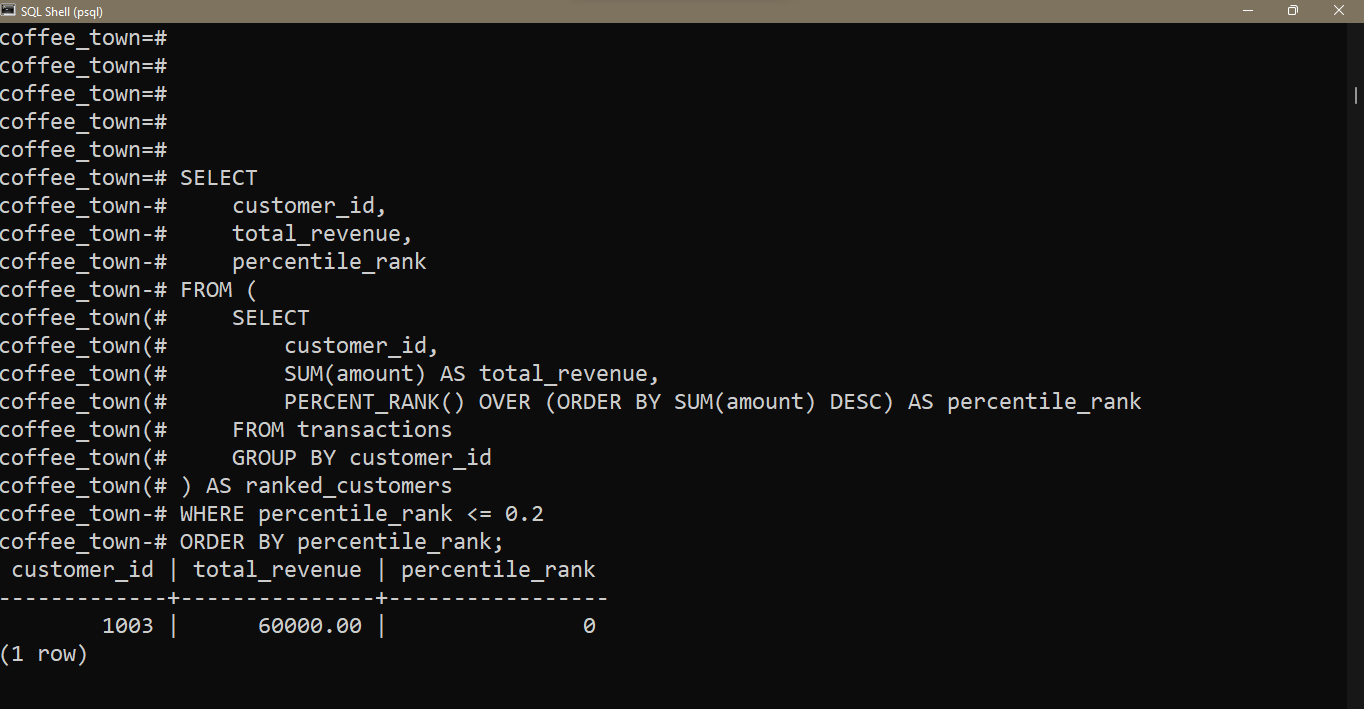 SQL Shell (psql)
coffee_town=#
coffee_town=#
coffee_town=#
coffee_town=#
coffee_town=#
coffee_town=# SELECT
coffee_town-#     customer_id,
coffee_town-#     total_revenue,
coffee_town-#     percentile_rank
coffee_town-# FROM (
coffee_town(#     SELECT
coffee_town(#         customer_id,
coffee_town(#         SUM(amount) AS total_revenue,
coffee_town(#         PERCENT_RANK() OVER (ORDER BY SUM(amount) DESC) AS percentile_rank
coffee_town(#     FROM transactions
coffee_town(#     GROUP BY customer_id
coffee_town(# ) AS ranked_customers
coffee_town-# WHERE percentile_rank <= 0.2
coffee_town-# ORDER BY percentile_rank;
 customer_id | total_revenue | percentile_rank
-------------+---------------+-----------------
        1003 |      60000.00 |               0
(1 row)